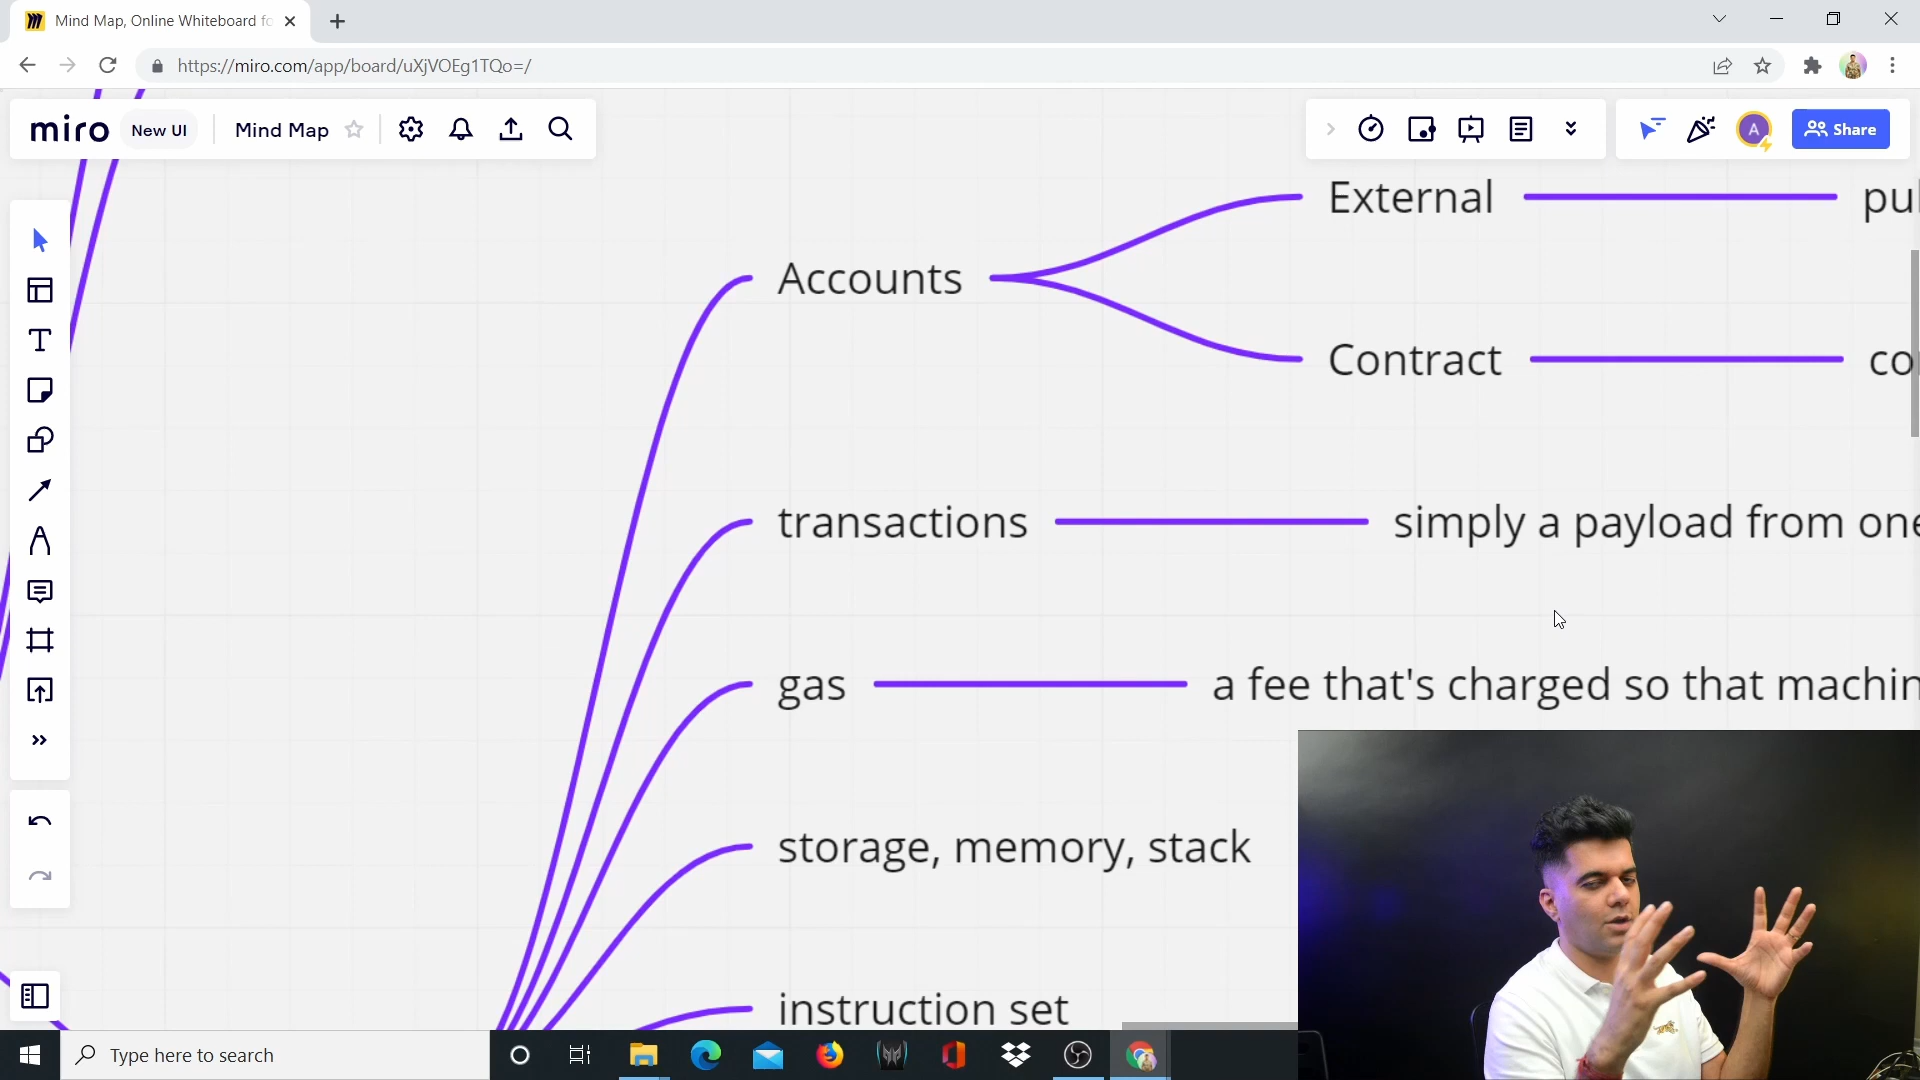 Mind Map, Online Whiteboard fo
https://miro.com/app/board/uXjVOEg1TQo=/
miro New UI Mind Map
A Share
External pu
Accounts
Contract co
transactions simply a payload from one
gas a fee that's charged so that machin
storage, memory, stack
instruction set
Type here to search